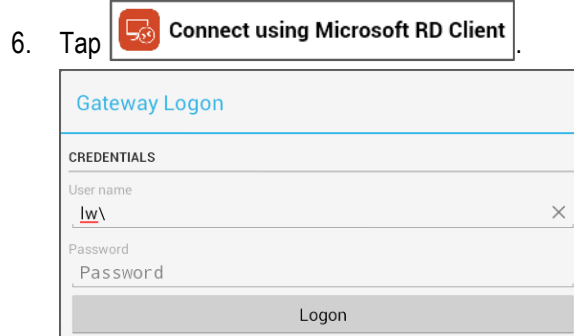 6. Tap Connect using Microsoft RD Client.
Gateway Logon
CREDENTIALS
User name
lw\
Password
Password
Logon